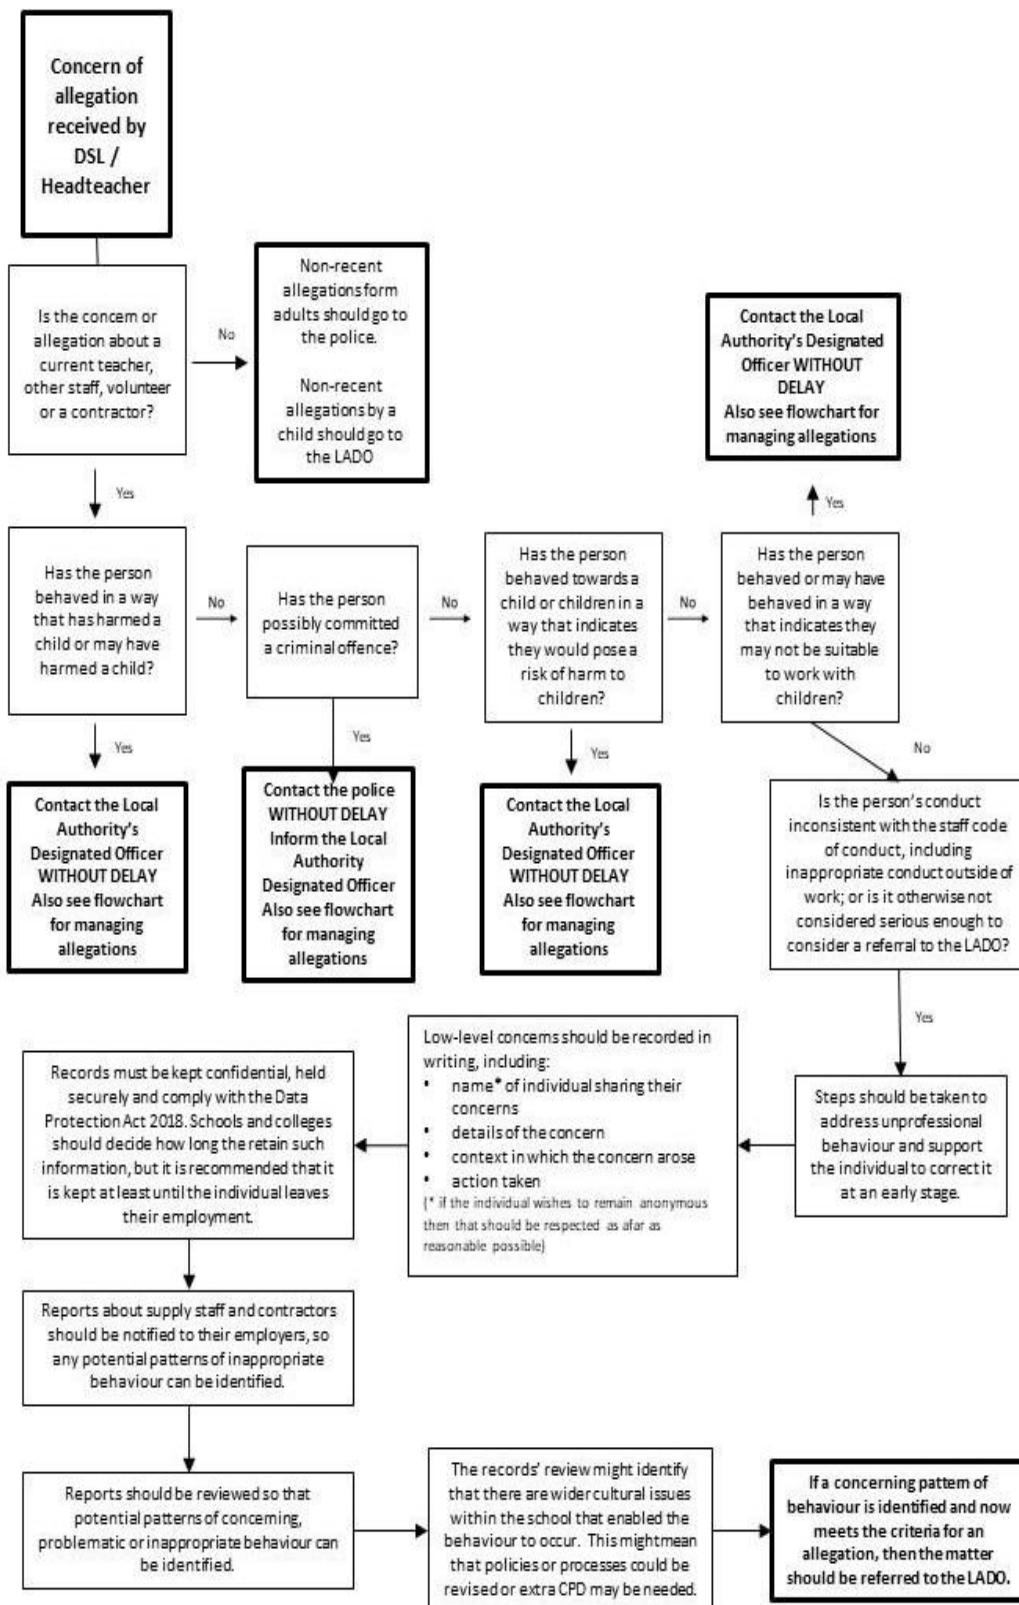 Concern of
allegation
received by
DSL /
Headteacher
Is the concern or
allegation about a
current teacher,
other staff, volunteer
or a contractor?
No
Non-recent
allegations form
adults should go to
the police.
Non-recent
allegations by a
child should go to
the LADO
Contact the Local
Authority's Designated
Officer WITHOUT
DELAY
Also see flowchart for
managing allegations
Yes
Yes
Has the person
behaved in a way
that has harmed a
child or may have
harmed a child?
No
Has the person
possibly committed
a criminal offence?
No
Has the person
behaved towards a
child or children in a
way that indicates
they would pose a
risk of harm to
children?
No
Has the person
behaved or may have
behaved in a way
that indicates they
may not be suitable
to work with
children?
Yes
Yes
Yes
No
Contact the Local
Authority's
Designated Officer
WITHOUT DELAY
Also see flowchart
for managing
allegations
Contact the police
WITHOUT DELAY
Inform the Local
Authority
Designated Officer
Also see flowchart
for managing
allegations
Contact the Local
Authority's
Designated Officer
WITHOUT DELAY
Also see flowchart
for managing
allegations
Is the person's conduct
inconsistent with the staff code
of conduct, including
inappropriate conduct outside of
work; or is it otherwise not
considered serious enough to
consider a referral to the LADO?
Yes
Steps should be taken to
address unprofessional
behaviour and support
the individual to correct it
at an early stage.
Low-level concerns should be recorded in
writing, including:
• name* of individual sharing their
concerns
• details of the concern
• context in which the concern arose
• action taken
(* if the individual wishes to remain anonymous
then that should be respected as afar as
reasonable possible)
Records must be kept confidential, held
securely and comply with the Data
Protection Act 2018. Schools and colleges
should decide how long the retain such
information, but it is recommended that it
is kept at least until the individual leaves
their employment.
Reports about supply staff and contractors
should be notified to their employers, so
any potential patterns of inappropriate
behaviour can be identified.
Reports should be reviewed so that
potential patterns of concerning,
problematic or inappropriate behaviour can
be identified.
The records' review might identify
that there are wider cultural issues
within the school that enabled the
behaviour to occur. This mightmean
that policies or processes could be
revised or extra CPD may be needed.
If a concerning pattern of
behaviour is identified and now
meets the criteria for an
allegation, then the matter
should be referred to the LADO.